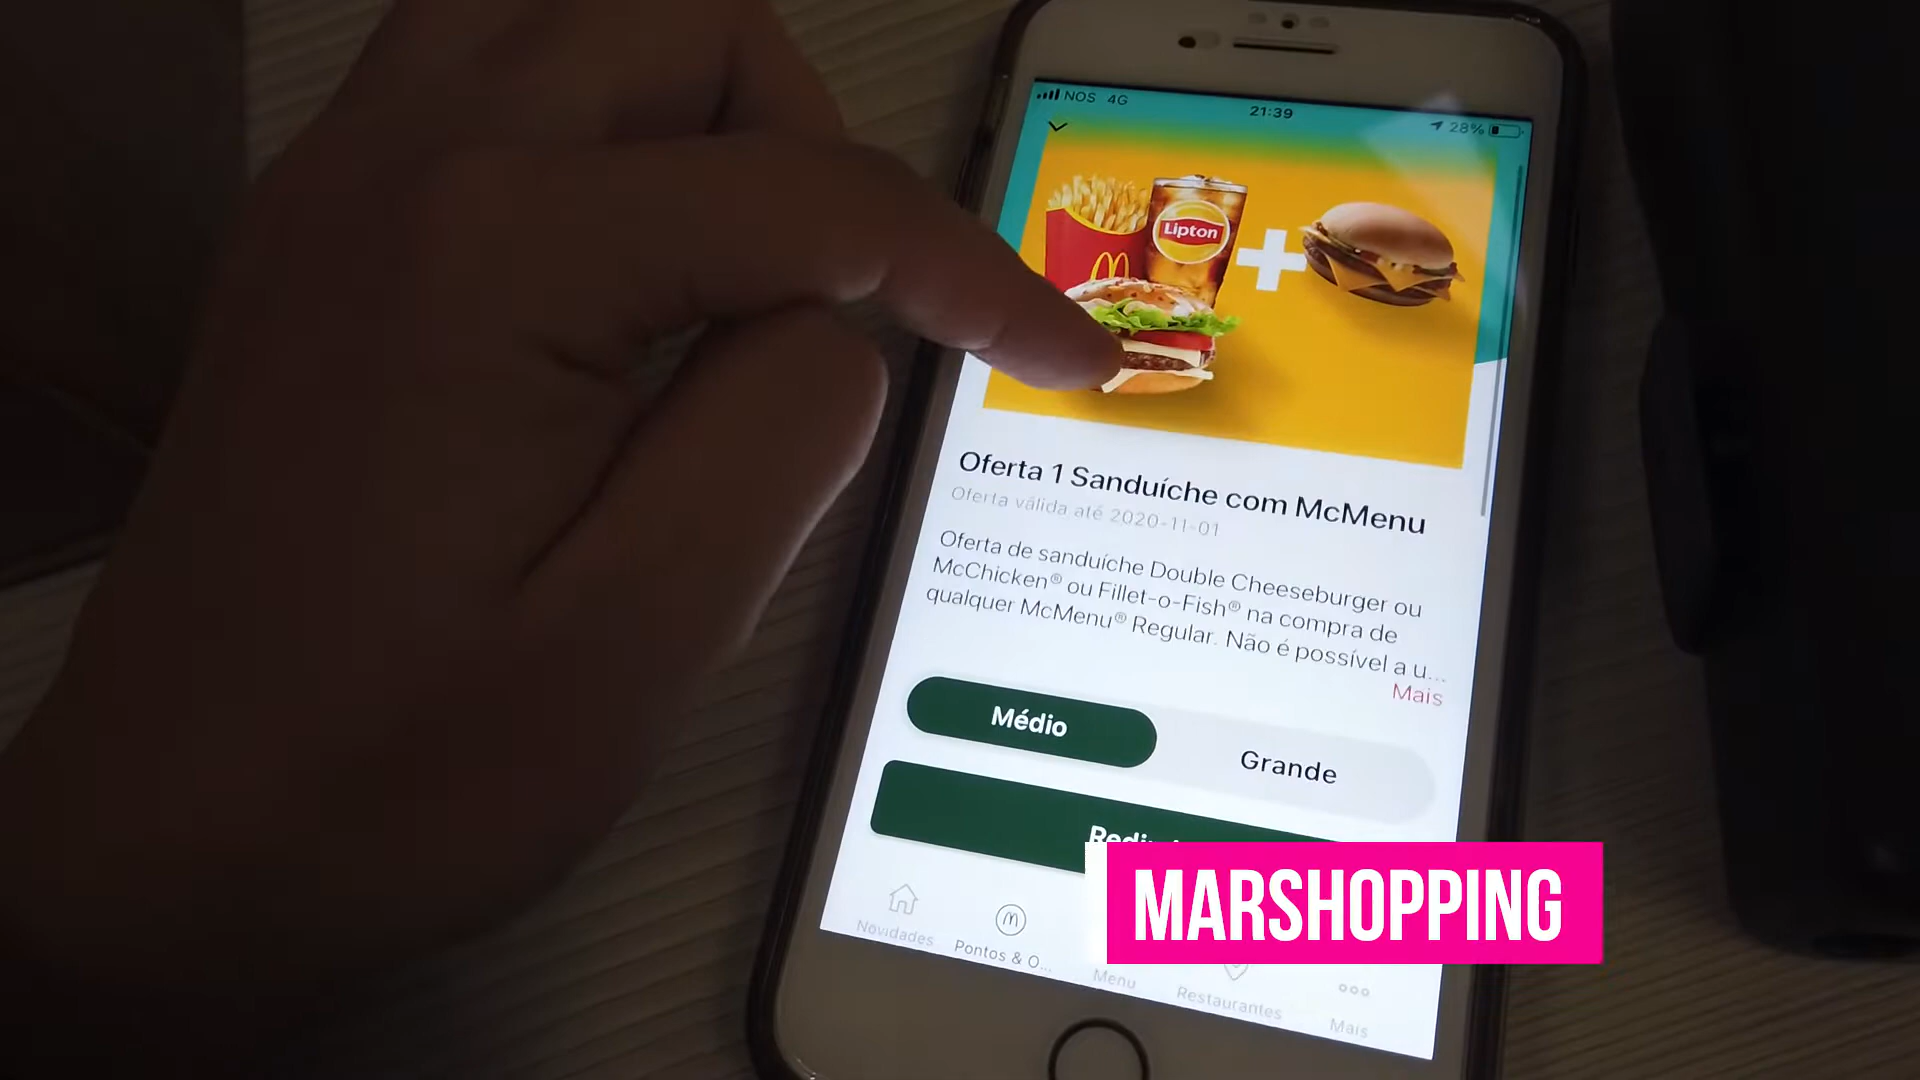 NOS 4G
21:39
28%
Lipton
Oferta 1 Sanduíche com McMenu
Oferta válida até 2020-11-01
Oferta de sanduíche Double Cheeseburger ou
McChicken® ou Fillet-o-Fish® na compra de
qualquer McMenu® Regular. Não é possível a u...
Mais
Médio
Grande
MARSHOPPING
Novidades
Pontos & O...
Menu
Restaurantes
Mais